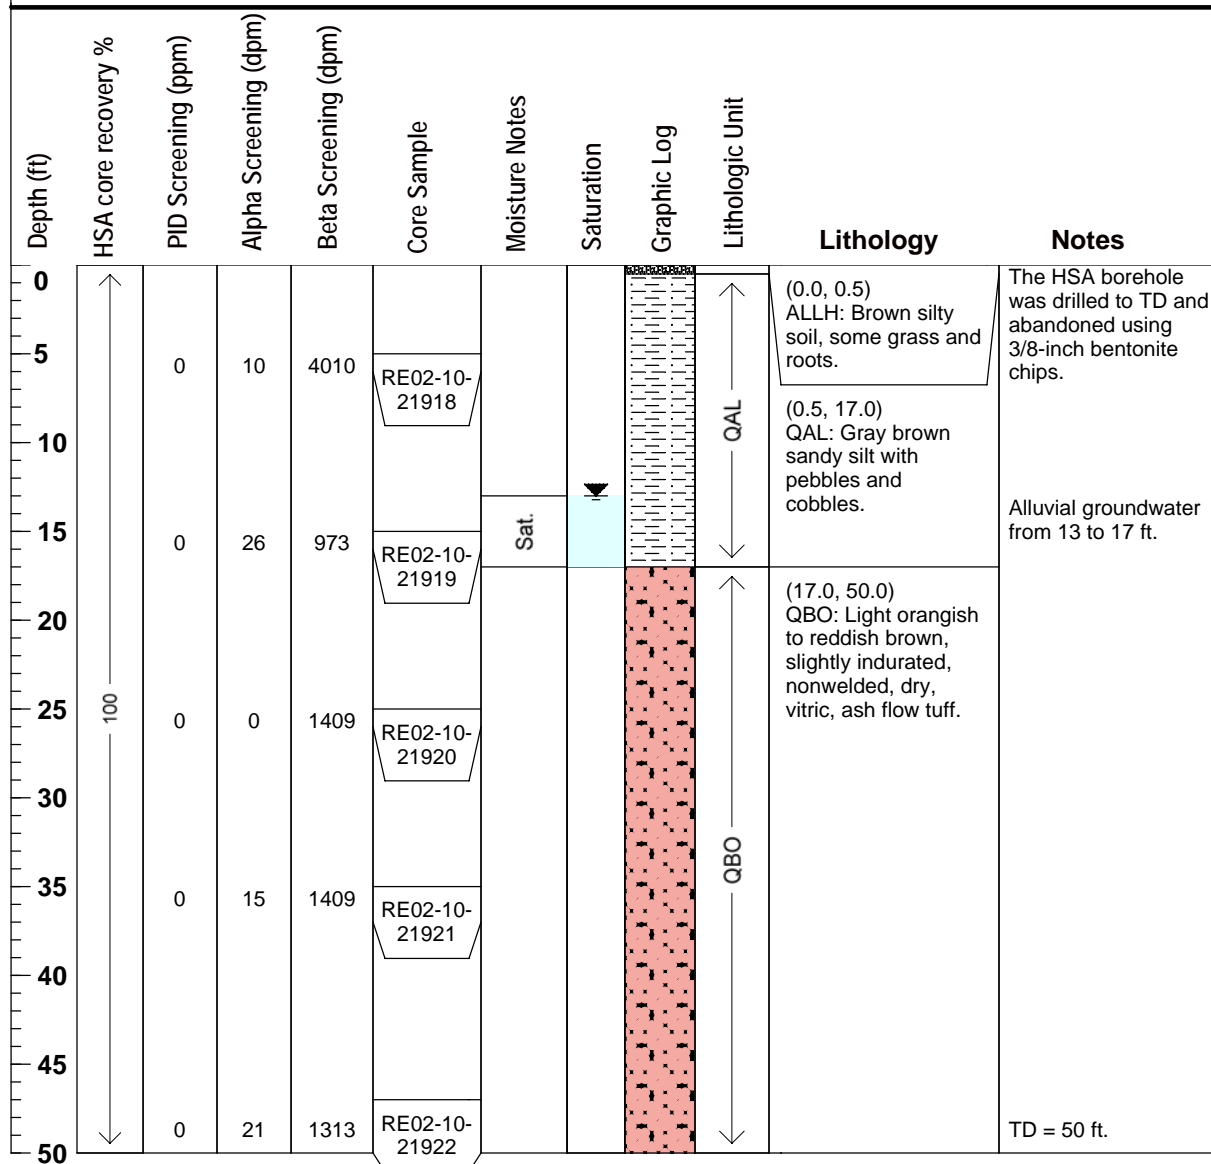 Depth (ft)
HSA core recovery %
PID Screening (ppm)
Alpha Screening (dpm)
Beta Screening (dpm)
Core Sample
Moisture Notes
Saturation
Graphic Log
Lithologic Unit
Lithology
Notes
0
5
10
15
20
25
30
35
40
45
50
100
0
10
4010
RE02-10-
21918
0
26
973
RE02-10-
21919
0
0
1409
RE02-10-
21920
0
15
1409
RE02-10-
21921
0
21
1313
RE02-10-
21922
Sat.
QAL
QBO
(0.0, 0.5)
ALLH: Brown silty
soil, some grass and
roots.
(0.5, 17.0)
QAL: Gray brown
sandy silt with
pebbles and
cobbles.
(17.0, 50.0)
QBO: Light orangish
to reddish brown,
slightly indurated,
nonwelded, dry,
vitric, ash flow tuff.
The HSA borehole
was drilled to TD and
abandoned using
3/8-inch bentonite
chips.
Alluvial groundwater
from 13 to 17 ft.
TD = 50 ft.